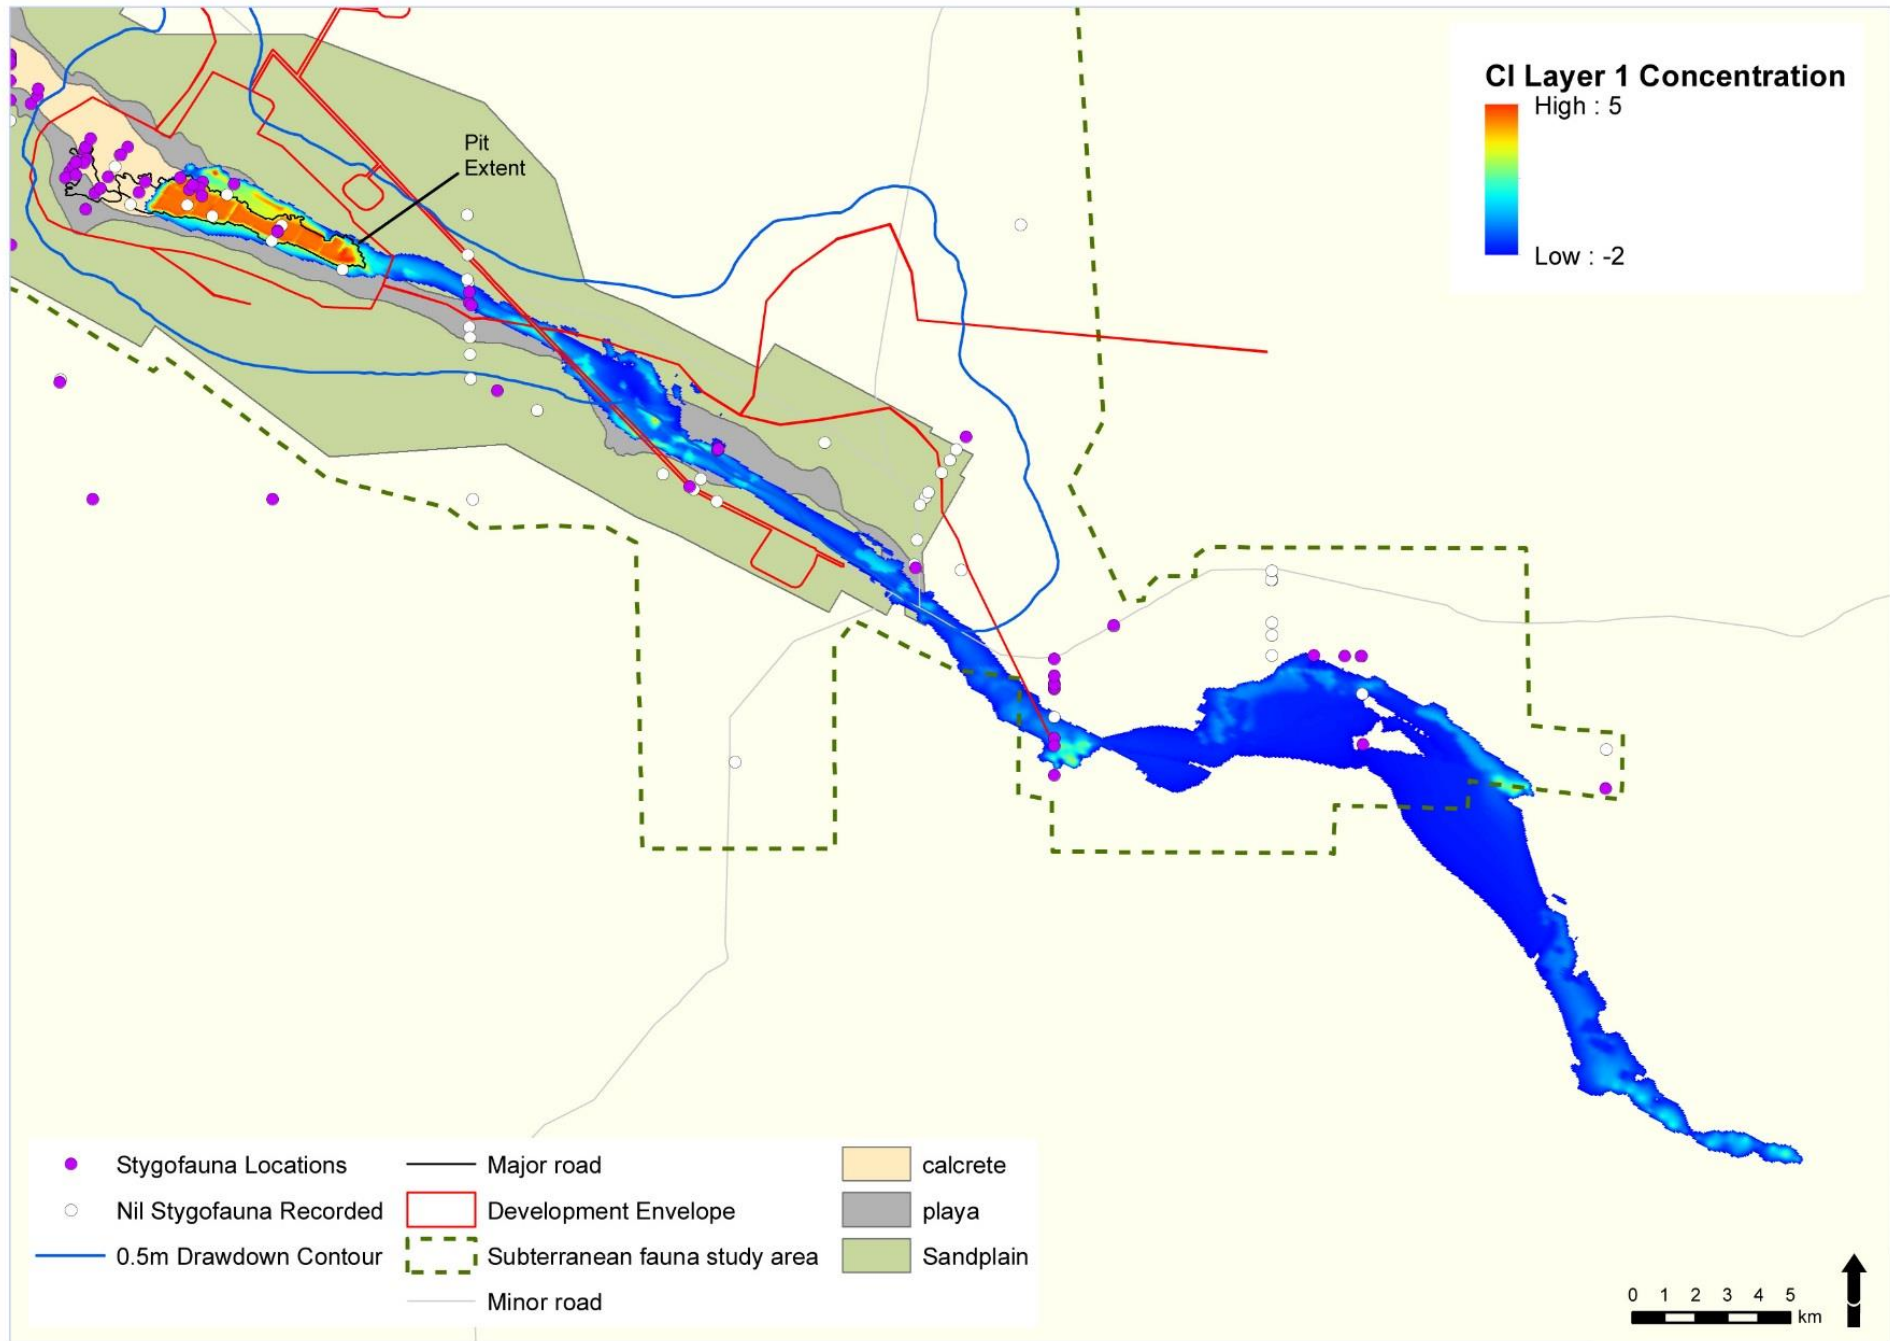 Cl Layer 1 Concentration
High : 5
Low : -2
Pit
Extent
Stygofauna Locations
Nil Stygofauna Recorded
0.5m Drawdown Contour
Major road
Development Envelope
Subterranean fauna study area
Minor road
calcrete
playa
Sandplain
0 1 2 3 4 5
km